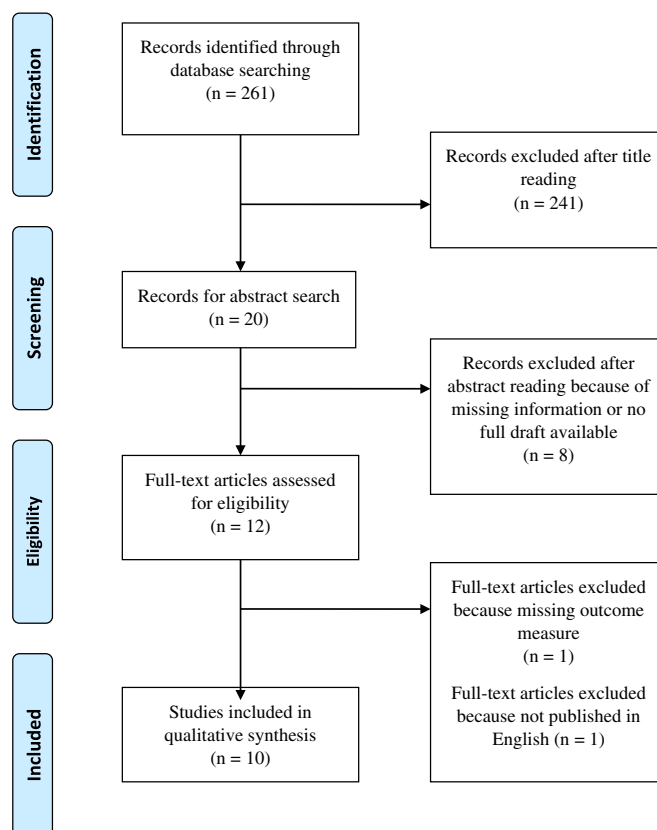 Identification
Records identified through
database searching
(n = 261)
Records excluded after title
reading
(n = 241)
Screening
Records for abstract search
(n = 20)
Records excluded after
abstract reading because of
missing information or no
full draft available
(n = 8)
Eligibility
Full-text articles assessed
for eligibility
(n = 12)
Full-text articles excluded
because missing outcome
measure
(n = 1)
Full-text articles excluded
because not published in
English (n = 1)
Included
Studies included in
qualitative synthesis
(n = 10)